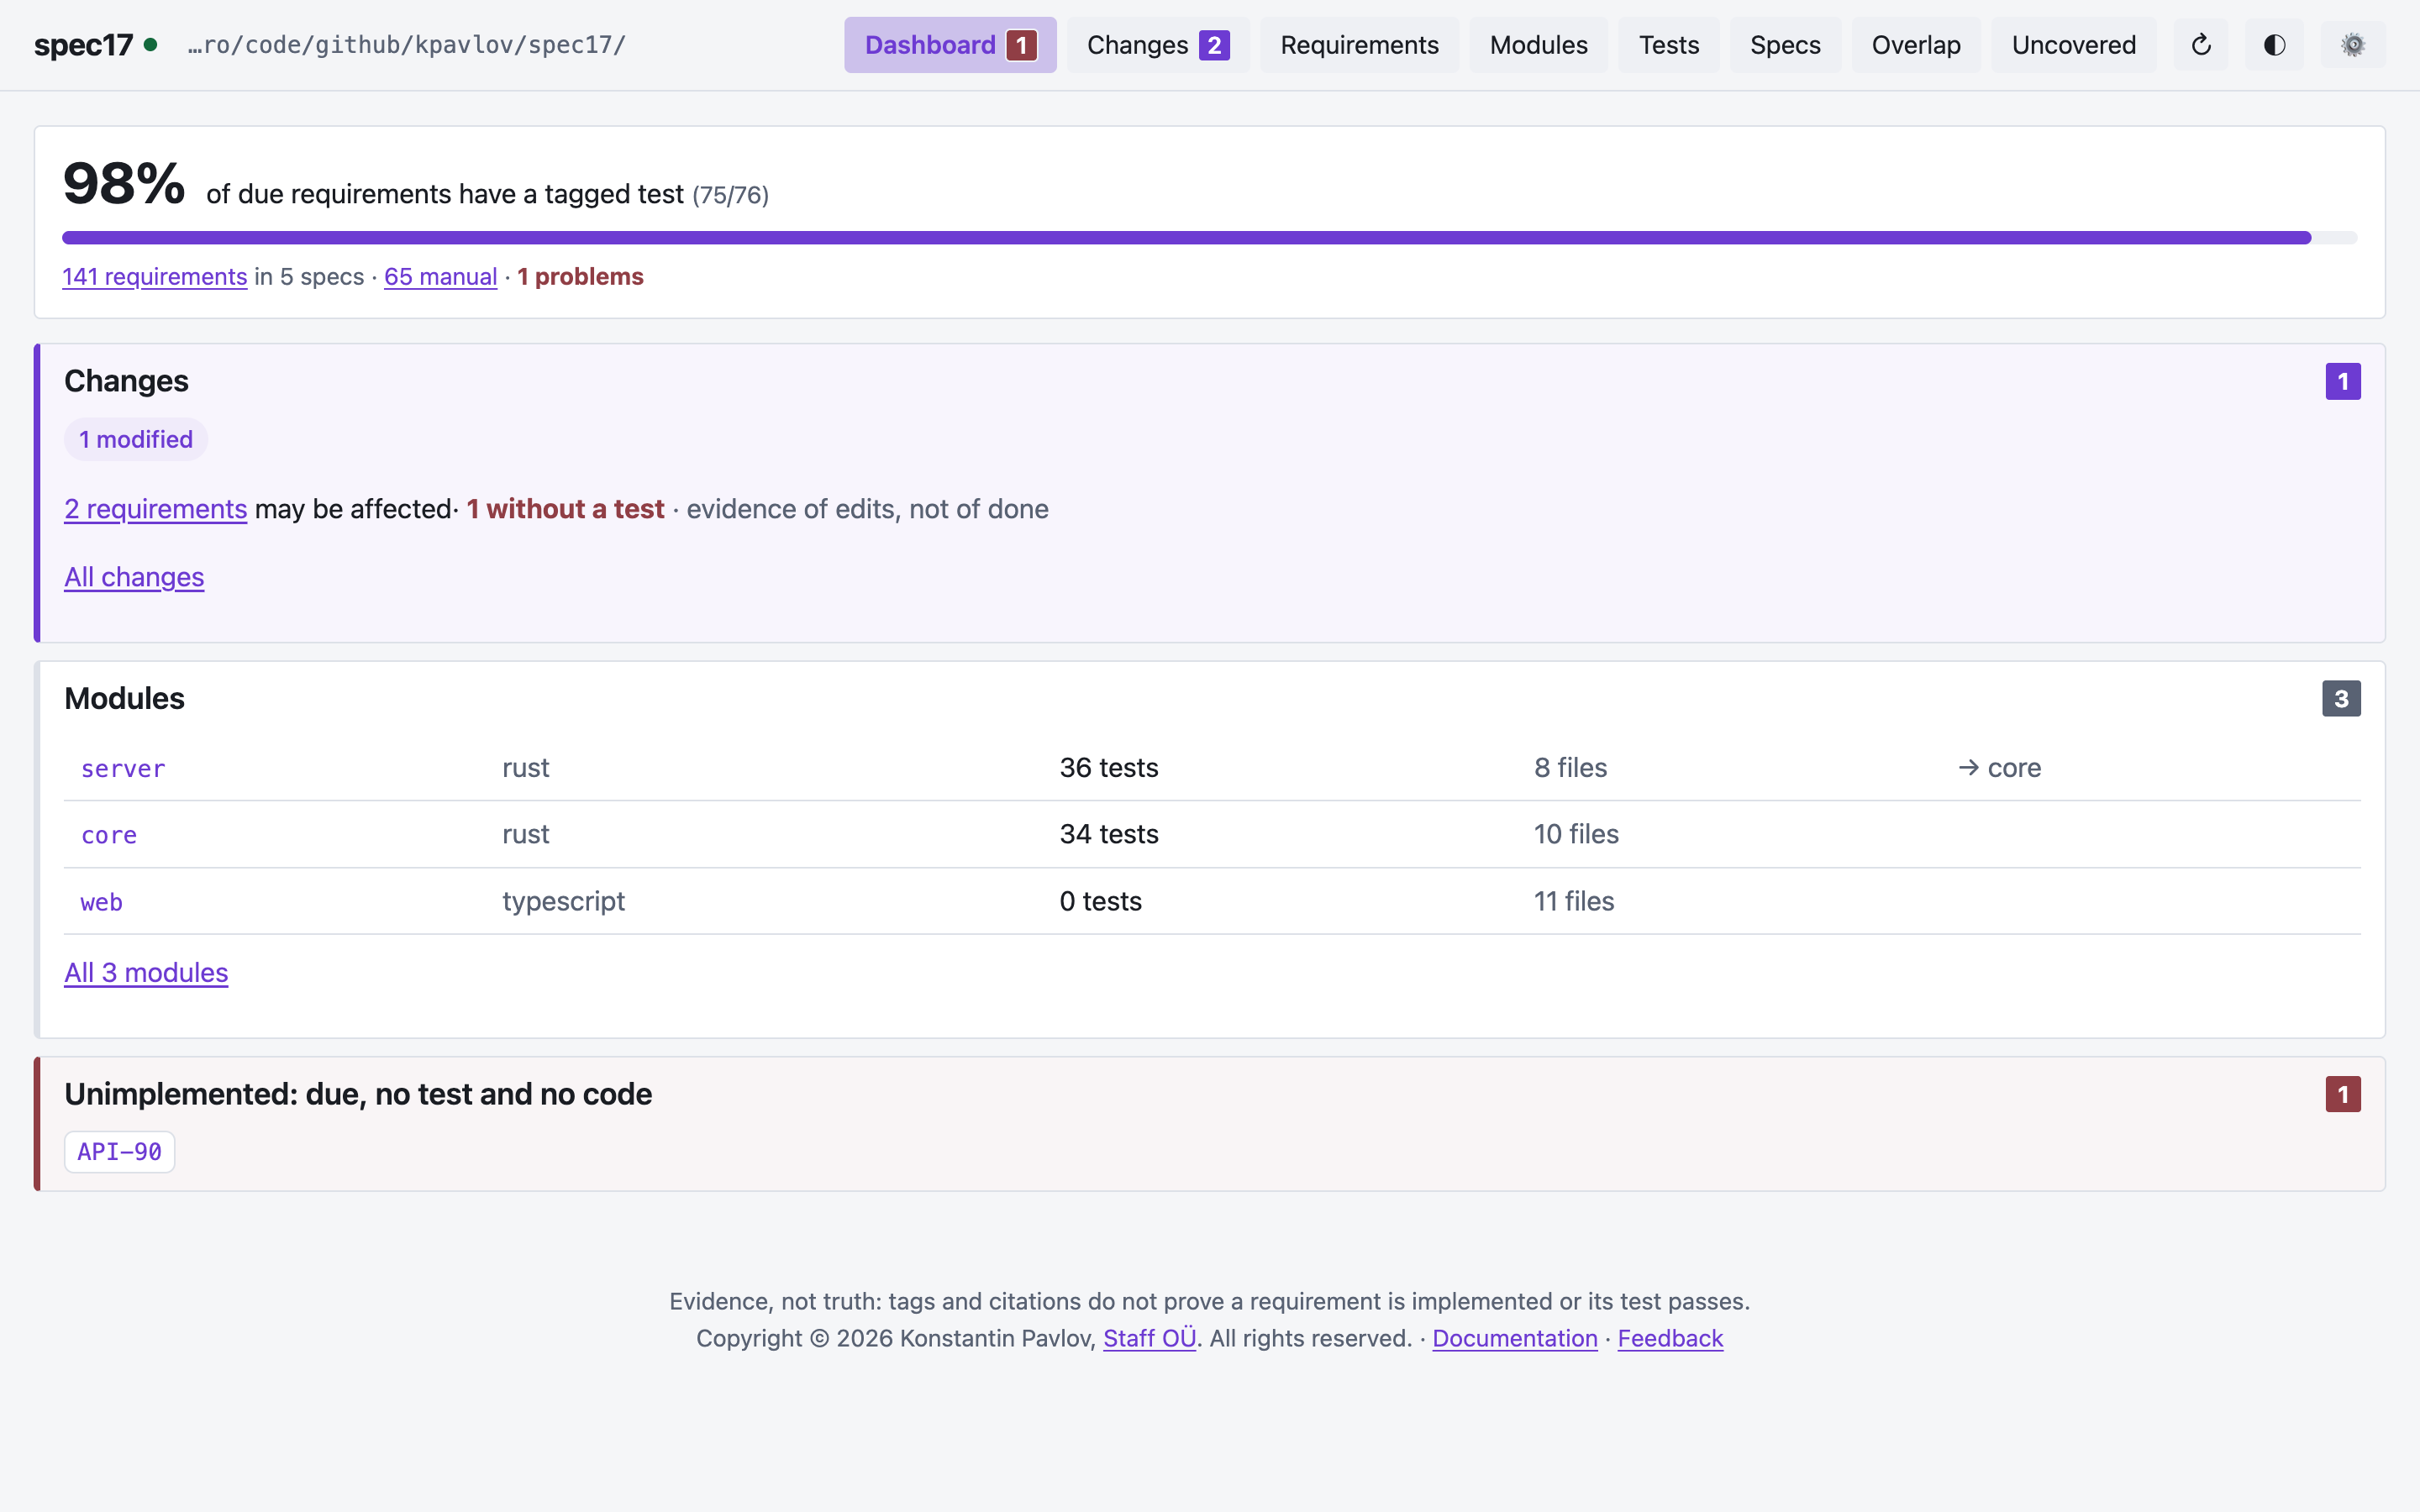 spec17 …ro/code/github/kpavlov/spec17/ Dashboard 1 Changes 2 Requirements Modules Tests Specs Overlap Uncovered
98% of due requirements have a tagged test (75/76)
141 requirements in 5 specs · 65 manual · 1 problems
Changes 1
1 modified
2 requirements may be affected· 1 without a test · evidence of edits, not of done
All changes
Modules 3
server rust 36 tests 8 files → core
core rust 34 tests 10 files
web typescript 0 tests 11 files
All 3 modules
Unimplemented: due, no test and no code 1
API-90
Evidence, not truth: tags and citations do not prove a requirement is implemented or its test passes.
Copyright © 2026 Konstantin Pavlov, Staff OÜ. All rights reserved. · Documentation · Feedback